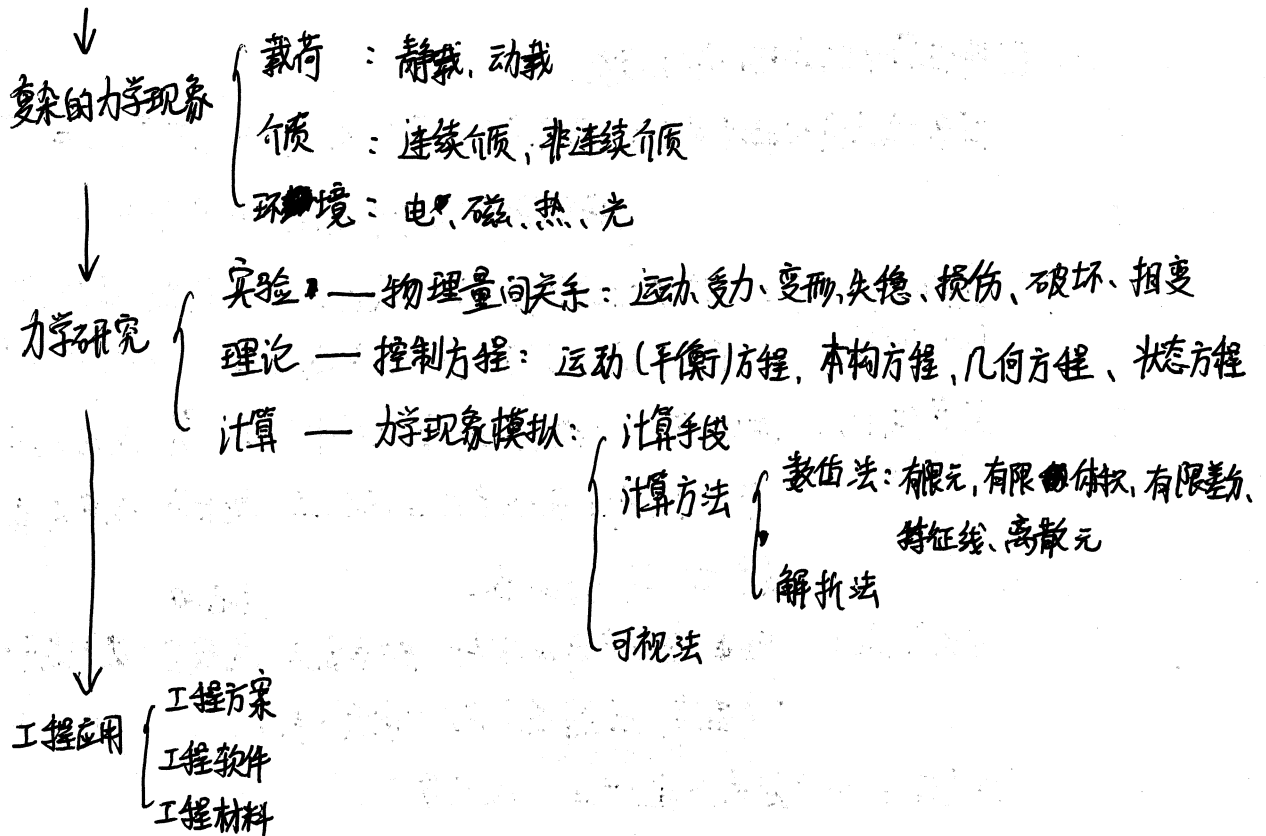 载荷：静载、动载
复杂的力学现象
介质：连续介质，非连续介质
环境：电、磁、热、光
实验——物理量间关系：运动、受力、变形、失稳、损伤、破坏、相变
力学研究
理论——控制方程：运动(平衡)方程，本构方程、几何方程、状态方程
计算——力学现象模拟：计算手段
计算方法
数值法：有限元，有限体积，有限差分、
特征线、离散元
解析法
可视法
工程方案
工程应用
工程软件
工程材料